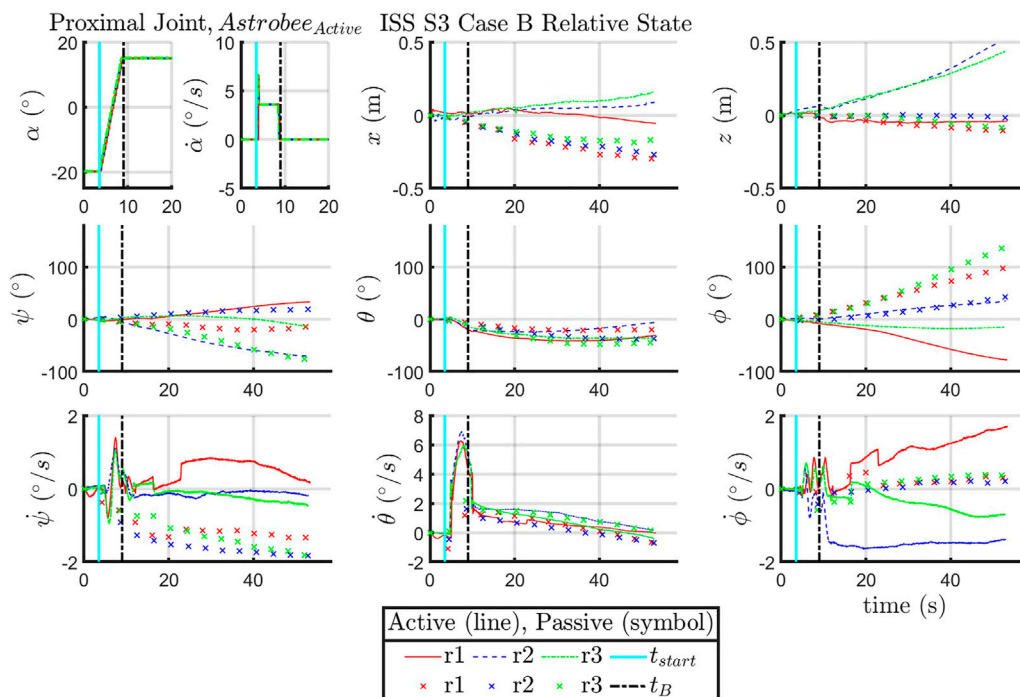 Proximal Joint, Astrobee_Active ISS S3 Case B Relative State
20
0
-20
α (°)
0 10 20
10
5
0
-5
α̇ (°/s)
0 10 20
0.5
0
-0.5
x (m)
0 20 40
0.5
0
-0.5
z (m)
0 20 40
100
0
-100
ψ (°)
0 20 40
100
0
-100
θ (°)
0 20 40
100
0
-100
ϕ (°)
0 20 40
2
0
-2
ψ̇ (°/s)
0 20 40
8
6
4
2
0
-2
θ̇ (°/s)
0 20 40
2
1
0
-1
-2
ϕ̇ (°/s)
0 20 40
time (s)
Active (line), Passive (symbol)
r1 r2 r3 t_start
r1 r2 r3 t_B